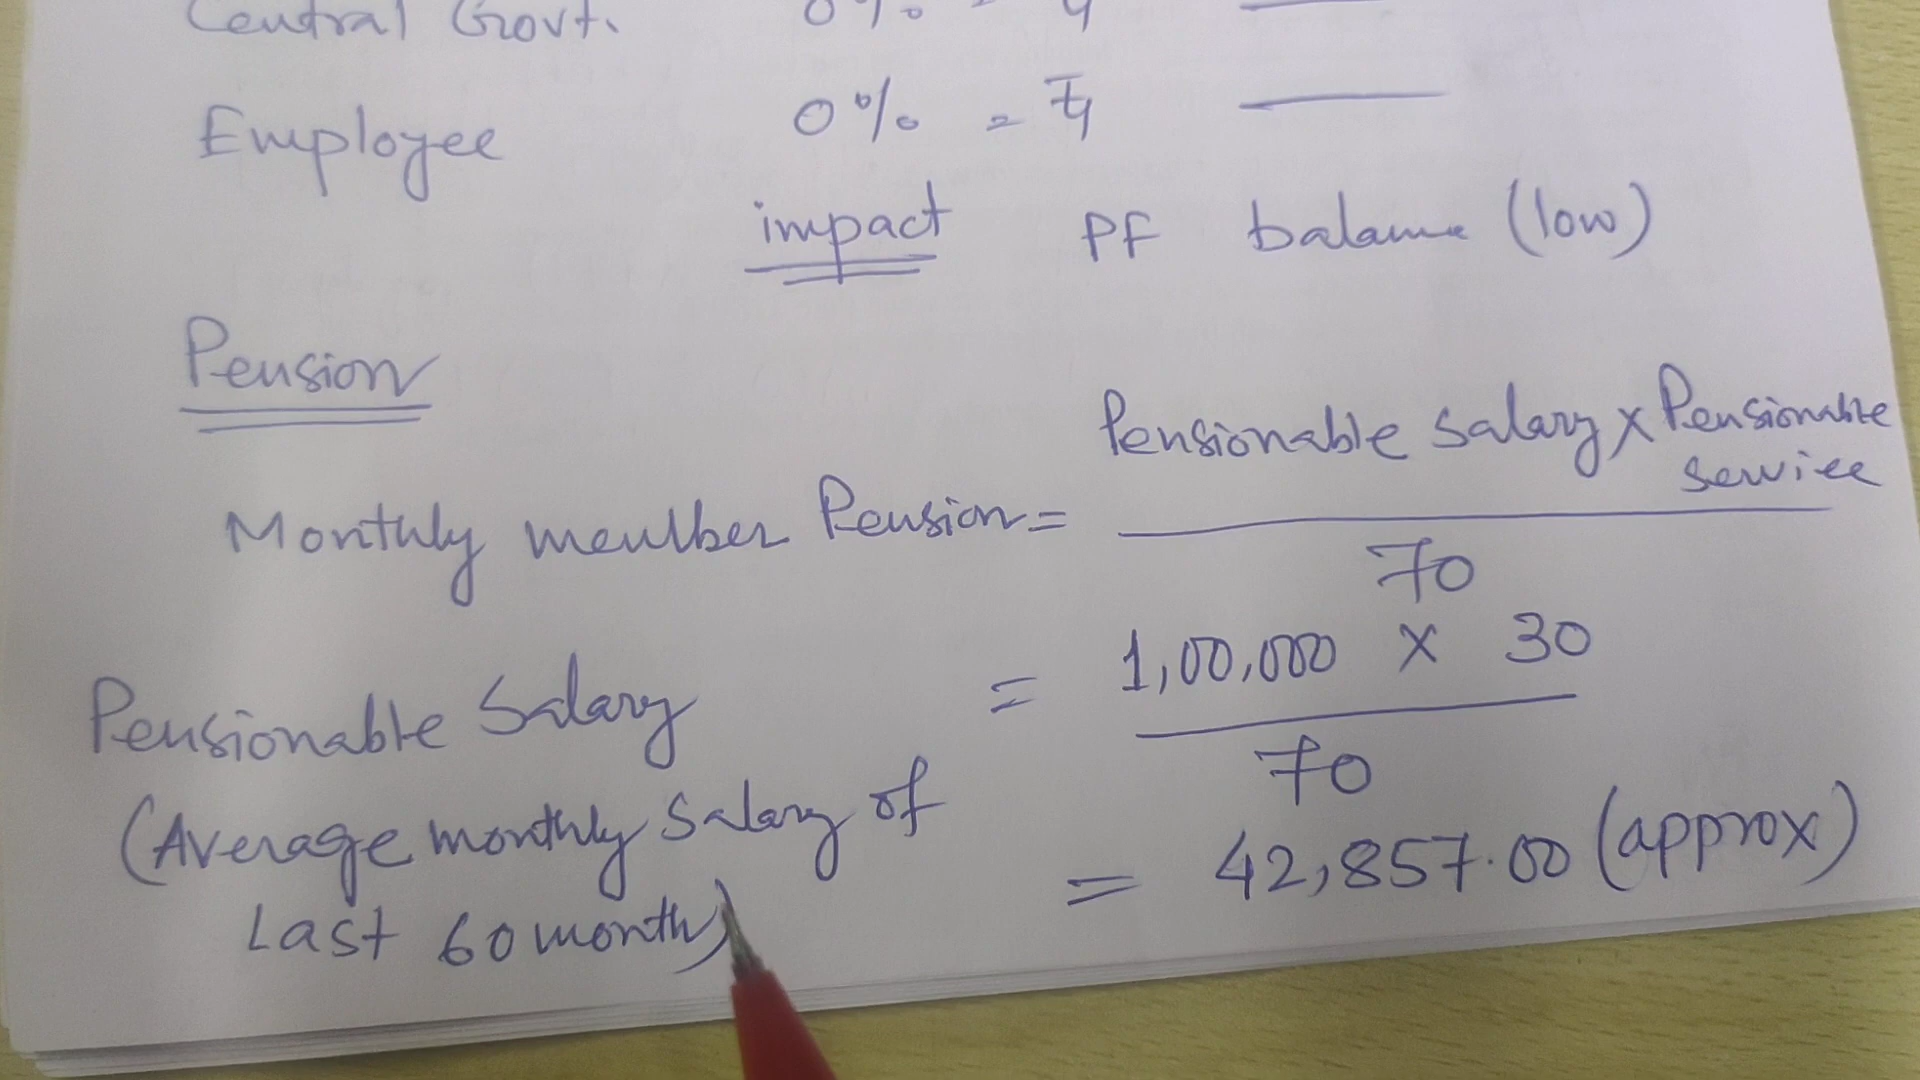 Central Govt. 0% = ₹ —
Employee 0% = ₹ —
impact PF balance (low)
Pension
Monthly member Pension = Pensionable Salary x Pensionable service
70
Pensionable Salary = 1,00,000 x 30
70
(Average monthly Salary of
Last 60 month)
= 42,857.00 (approx)